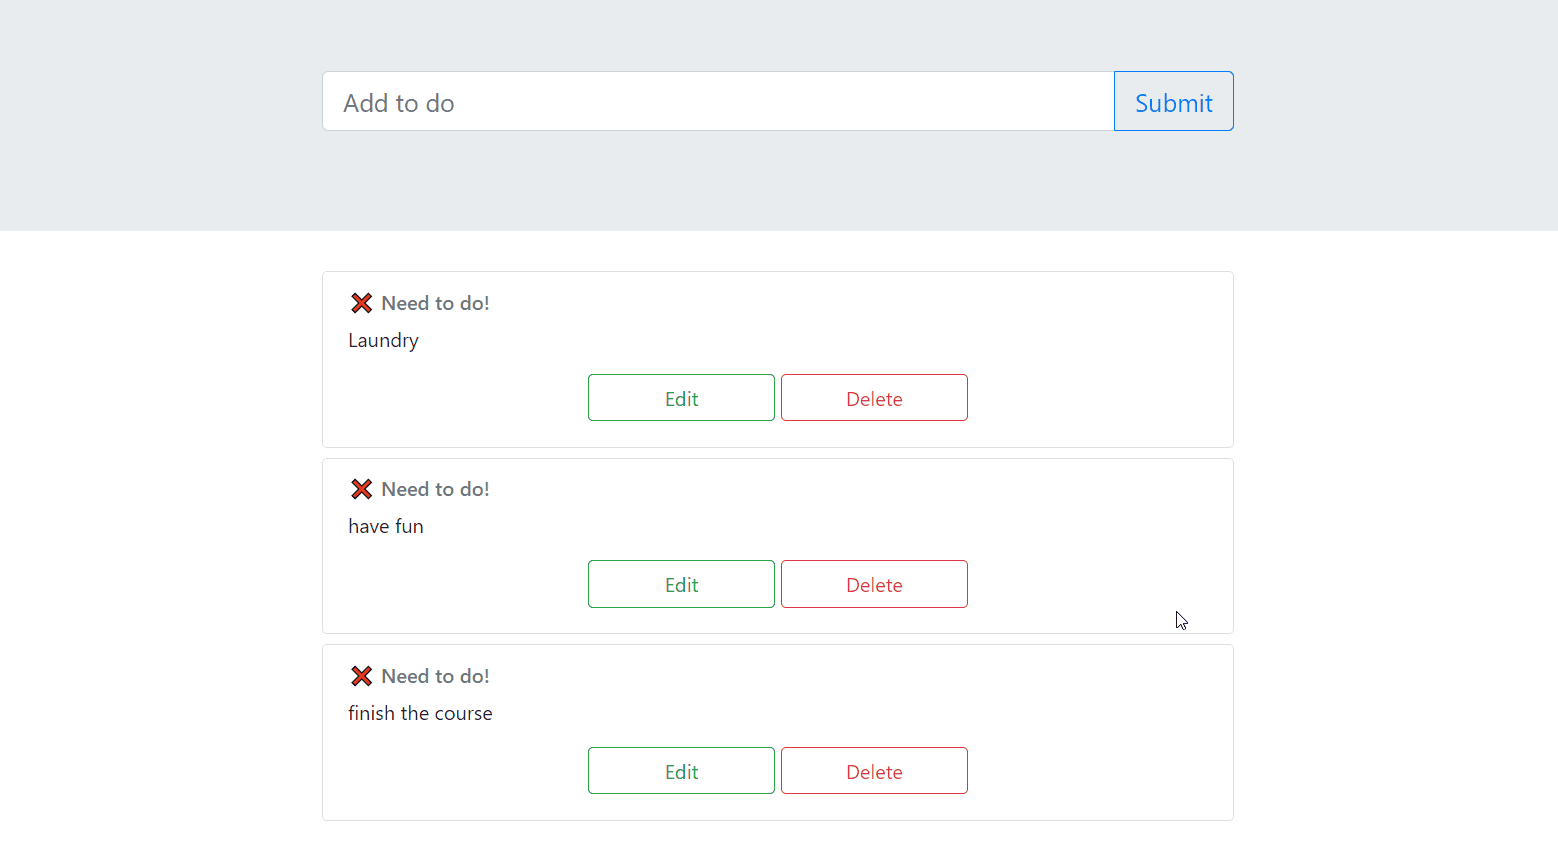 Add to do Submit
❌ Need to do!
Laundry
Edit Delete
❌ Need to do!
have fun
Edit Delete
❌ Need to do!
finish the course
Edit Delete